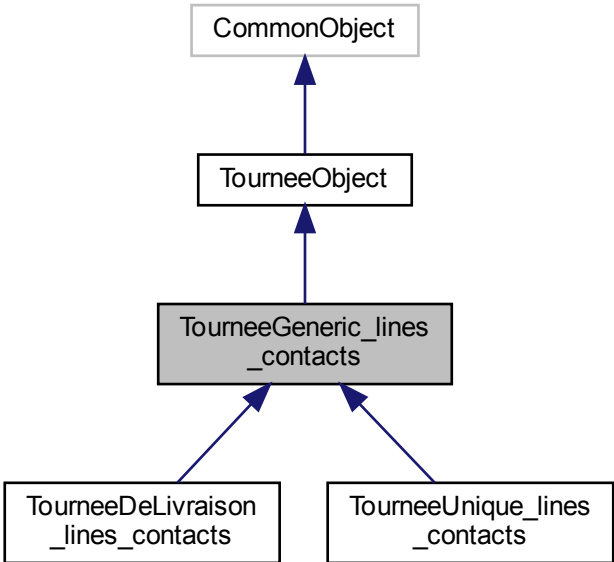 CommonObject
TourneeObject
TourneeGeneric_lines
_contacts
TourneeDeLivraison
_lines_contacts
TourneeUnique_lines
_contacts